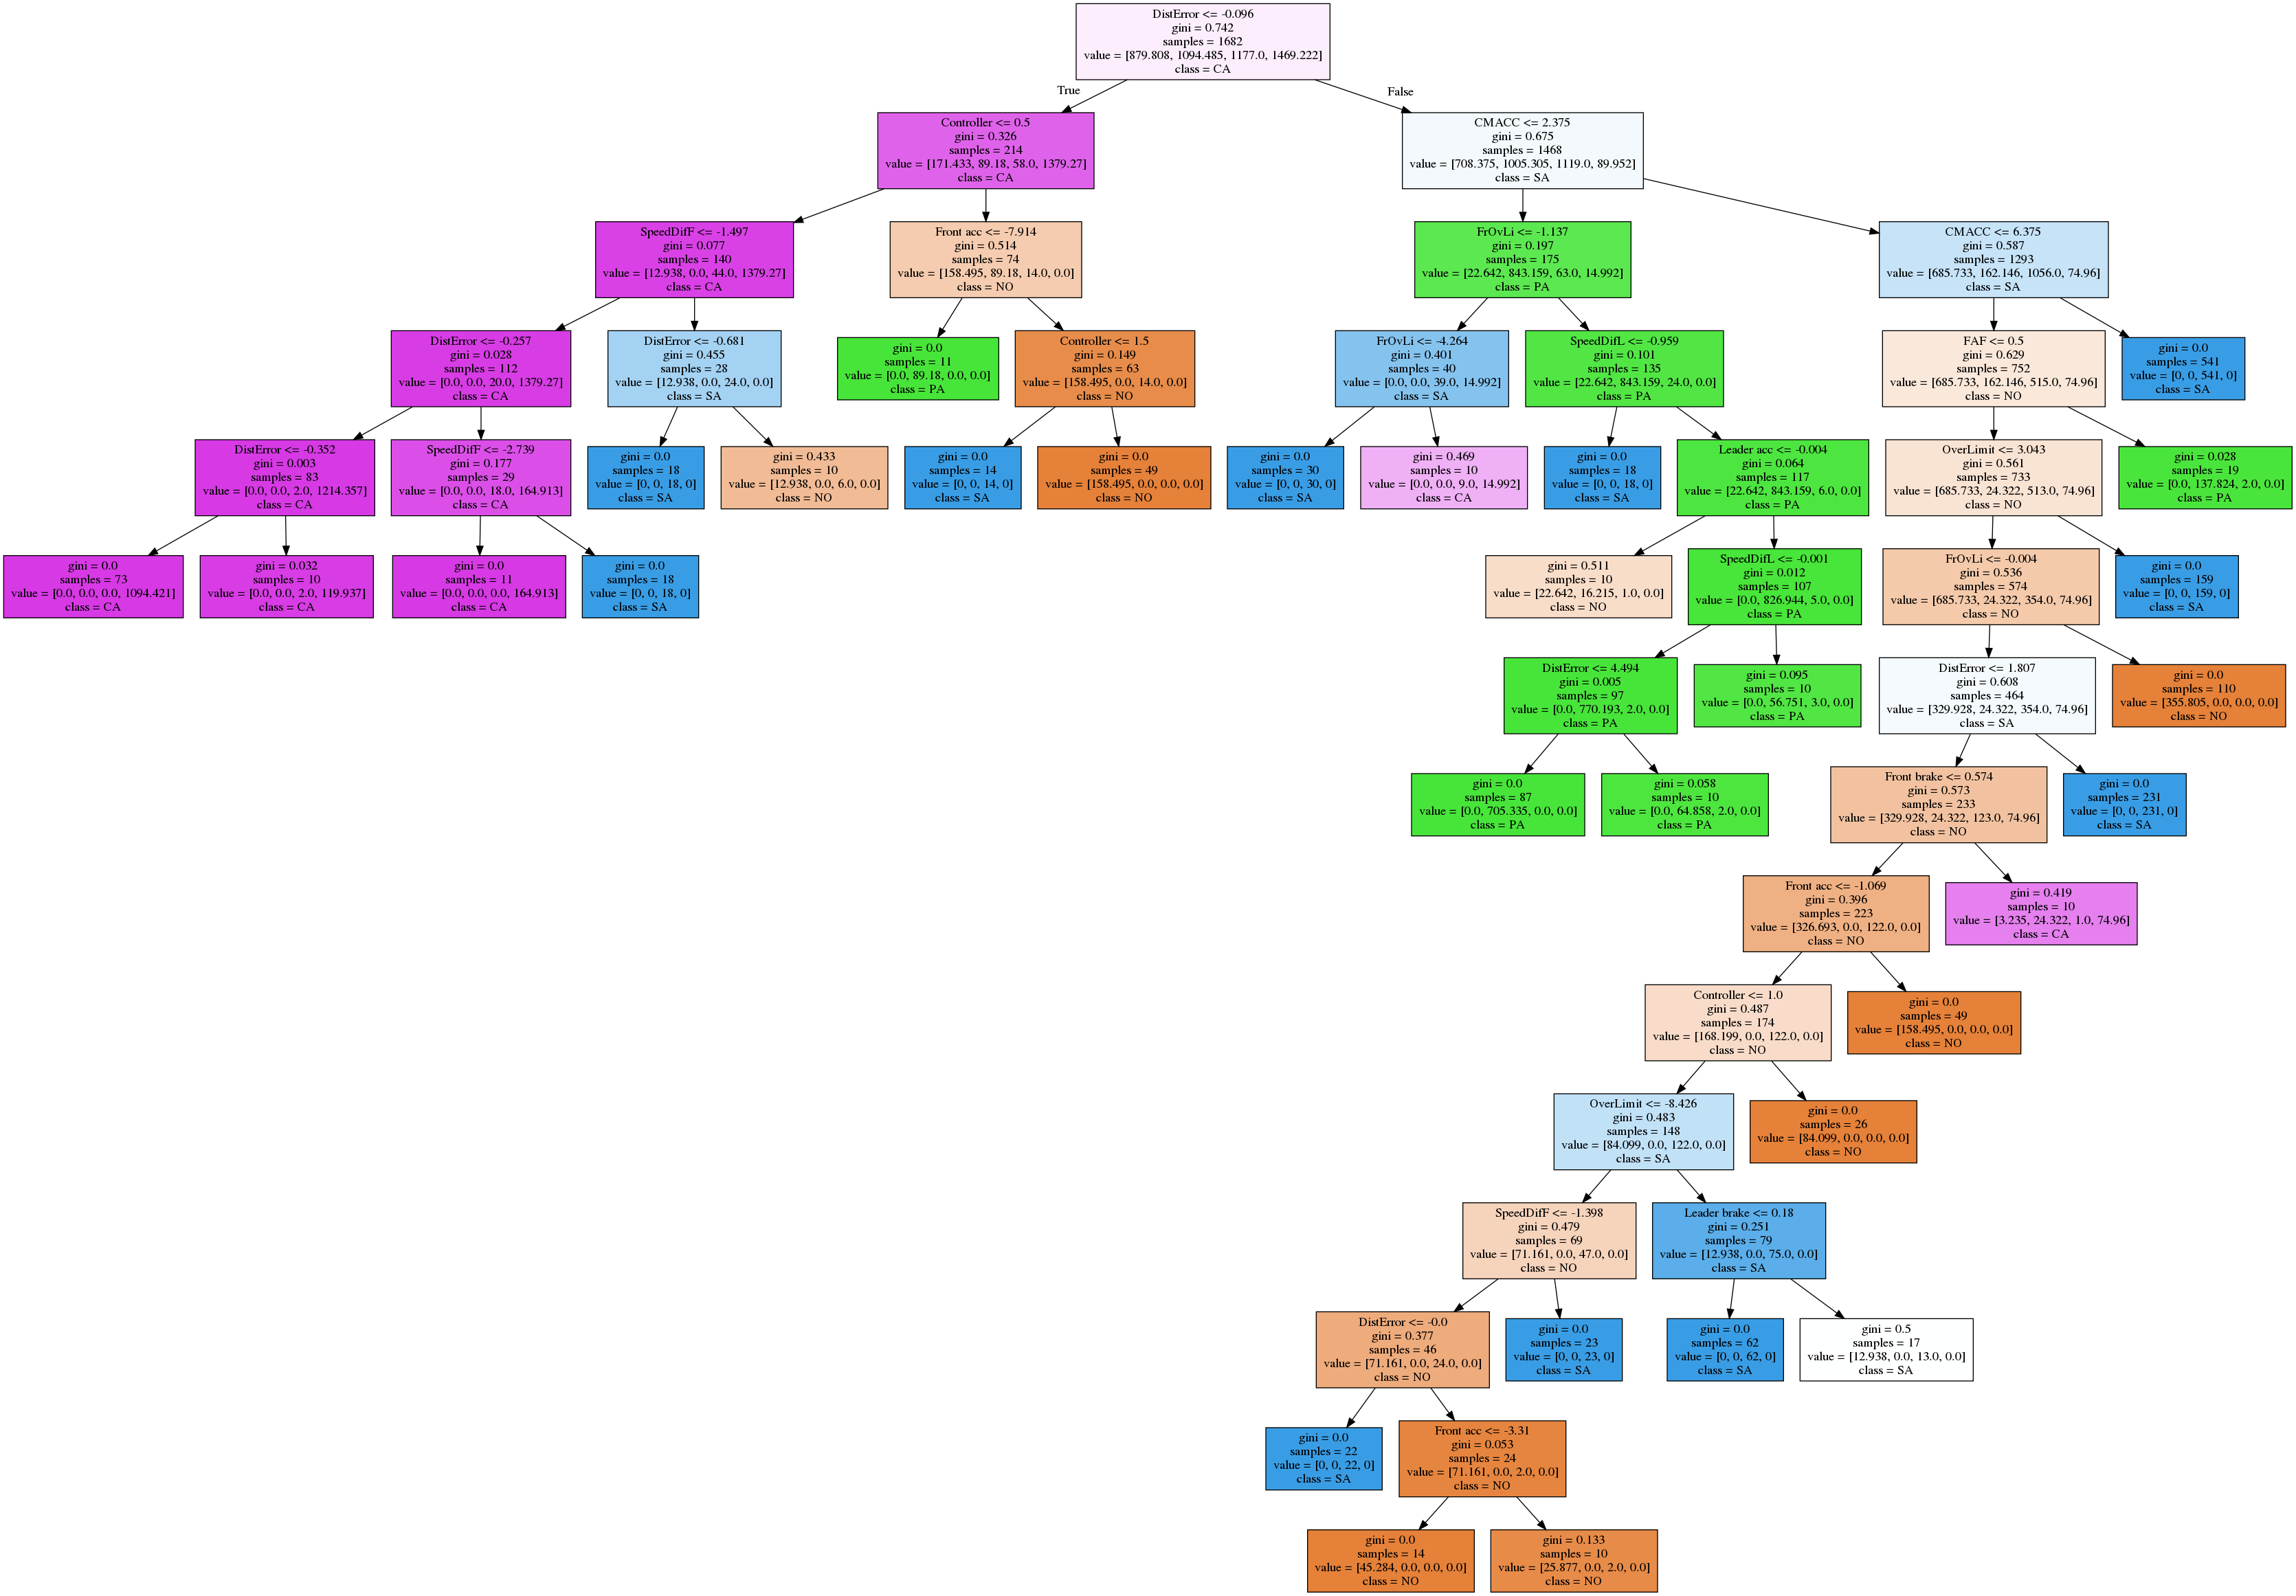 DistError <= -0.096
gini = 0.742
samples = 1682
value = [879.808, 1094.485, 1177.0, 1469.222]
class = CA
True
False
Controller <= 0.5
gini = 0.326
samples = 214
value = [171.433, 89.18, 58.0, 1379.27]
class = CA
CMACC <= 2.375
gini = 0.675
samples = 1468
value = [708.375, 1005.305, 1119.0, 89.952]
class = SA
SpeedDifF <= -1.497
gini = 0.077
samples = 140
value = [12.938, 0.0, 44.0, 1379.27]
class = CA
Front acc <= -7.914
gini = 0.514
samples = 74
value = [158.495, 89.18, 14.0, 0.0]
class = NO
FrOvLi <= -1.137
gini = 0.197
samples = 175
value = [22.642, 843.159, 63.0, 14.992]
class = PA
CMACC <= 6.375
gini = 0.587
samples = 1293
value = [685.733, 162.146, 1056.0, 74.96]
class = SA
DistError <= -0.257
gini = 0.028
samples = 112
value = [0.0, 0.0, 20.0, 1379.27]
class = CA
DistError <= -0.681
gini = 0.455
samples = 28
value = [12.938, 0.0, 24.0, 0.0]
class = SA
gini = 0.0
samples = 11
value = [0.0, 89.18, 0.0, 0.0]
class = PA
Controller <= 1.5
gini = 0.149
samples = 63
value = [158.495, 0.0, 14.0, 0.0]
class = NO
FrOvLi <= -4.264
gini = 0.401
samples = 40
value = [0.0, 0.0, 39.0, 14.992]
class = SA
SpeedDifL <= -0.959
gini = 0.101
samples = 135
value = [22.642, 843.159, 24.0, 0.0]
class = PA
FAF <= 0.5
gini = 0.629
samples = 752
value = [685.733, 162.146, 515.0, 74.96]
class = NO
gini = 0.0
samples = 541
value = [0, 0, 541, 0]
class = SA
DistError <= -0.352
gini = 0.003
samples = 83
value = [0.0, 0.0, 2.0, 1214.357]
class = CA
SpeedDifF <= -2.739
gini = 0.177
samples = 29
value = [0.0, 0.0, 18.0, 164.913]
class = CA
gini = 0.0
samples = 18
value = [0, 0, 18, 0]
class = SA
gini = 0.433
samples = 10
value = [12.938, 0.0, 6.0, 0.0]
class = NO
gini = 0.0
samples = 14
value = [0, 0, 14, 0]
class = SA
gini = 0.0
samples = 49
value = [158.495, 0.0, 0.0, 0.0]
class = NO
gini = 0.0
samples = 30
value = [0, 0, 30, 0]
class = SA
gini = 0.469
samples = 10
value = [0.0, 0.0, 9.0, 14.992]
class = CA
gini = 0.0
samples = 18
value = [0, 0, 18, 0]
class = SA
Leader acc <= -0.004
gini = 0.064
samples = 117
value = [22.642, 843.159, 6.0, 0.0]
class = PA
OverLimit <= 3.043
gini = 0.561
samples = 733
value = [685.733, 24.322, 513.0, 74.96]
class = NO
gini = 0.028
samples = 19
value = [0.0, 137.824, 2.0, 0.0]
class = PA
gini = 0.0
samples = 73
value = [0.0, 0.0, 0.0, 1094.421]
class = CA
gini = 0.032
samples = 10
value = [0.0, 0.0, 2.0, 119.937]
class = CA
gini = 0.0
samples = 11
value = [0.0, 0.0, 0.0, 164.913]
class = CA
gini = 0.0
samples = 18
value = [0, 0, 18, 0]
class = SA
gini = 0.511
samples = 10
value = [22.642, 16.215, 1.0, 0.0]
class = NO
SpeedDifL <= -0.001
gini = 0.012
samples = 107
value = [0.0, 826.944, 5.0, 0.0]
class = PA
FrOvLi <= -0.004
gini = 0.536
samples = 574
value = [685.733, 24.322, 354.0, 74.96]
class = NO
gini = 0.0
samples = 159
value = [0, 0, 159, 0]
class = SA
DistError <= 4.494
gini = 0.005
samples = 97
value = [0.0, 770.193, 2.0, 0.0]
class = PA
gini = 0.095
samples = 10
value = [0.0, 56.751, 3.0, 0.0]
class = PA
DistError <= 1.807
gini = 0.608
samples = 464
value = [329.928, 24.322, 354.0, 74.96]
class = SA
gini = 0.0
samples = 110
value = [355.805, 0.0, 0.0, 0.0]
class = NO
gini = 0.0
samples = 87
value = [0.0, 705.335, 0.0, 0.0]
class = PA
gini = 0.058
samples = 10
value = [0.0, 64.858, 2.0, 0.0]
class = PA
Front brake <= 0.574
gini = 0.573
samples = 233
value = [329.928, 24.322, 123.0, 74.96]
class = NO
gini = 0.0
samples = 231
value = [0, 0, 231, 0]
class = SA
Front acc <= -1.069
gini = 0.396
samples = 223
value = [326.693, 0.0, 122.0, 0.0]
class = NO
gini = 0.419
samples = 10
value = [3.235, 24.322, 1.0, 74.96]
class = CA
Controller <= 1.0
gini = 0.487
samples = 174
value = [168.199, 0.0, 122.0, 0.0]
class = NO
gini = 0.0
samples = 49
value = [158.495, 0.0, 0.0, 0.0]
class = NO
OverLimit <= -8.426
gini = 0.483
samples = 148
value = [84.099, 0.0, 122.0, 0.0]
class = SA
gini = 0.0
samples = 26
value = [84.099, 0.0, 0.0, 0.0]
class = NO
SpeedDifF <= -1.398
gini = 0.479
samples = 69
value = [71.161, 0.0, 47.0, 0.0]
class = NO
Leader brake <= 0.18
gini = 0.251
samples = 79
value = [12.938, 0.0, 75.0, 0.0]
class = SA
DistError <= -0.0
gini = 0.377
samples = 46
value = [71.161, 0.0, 24.0, 0.0]
class = NO
gini = 0.0
samples = 23
value = [0, 0, 23, 0]
class = SA
gini = 0.0
samples = 62
value = [0, 0, 62, 0]
class = SA
gini = 0.5
samples = 17
value = [12.938, 0.0, 13.0, 0.0]
class = SA
gini = 0.0
samples = 22
value = [0, 0, 22, 0]
class = SA
Front acc <= -3.31
gini = 0.053
samples = 24
value = [71.161, 0.0, 2.0, 0.0]
class = NO
gini = 0.0
samples = 14
value = [45.284, 0.0, 0.0, 0.0]
class = NO
gini = 0.133
samples = 10
value = [25.877, 0.0, 2.0, 0.0]
class = NO